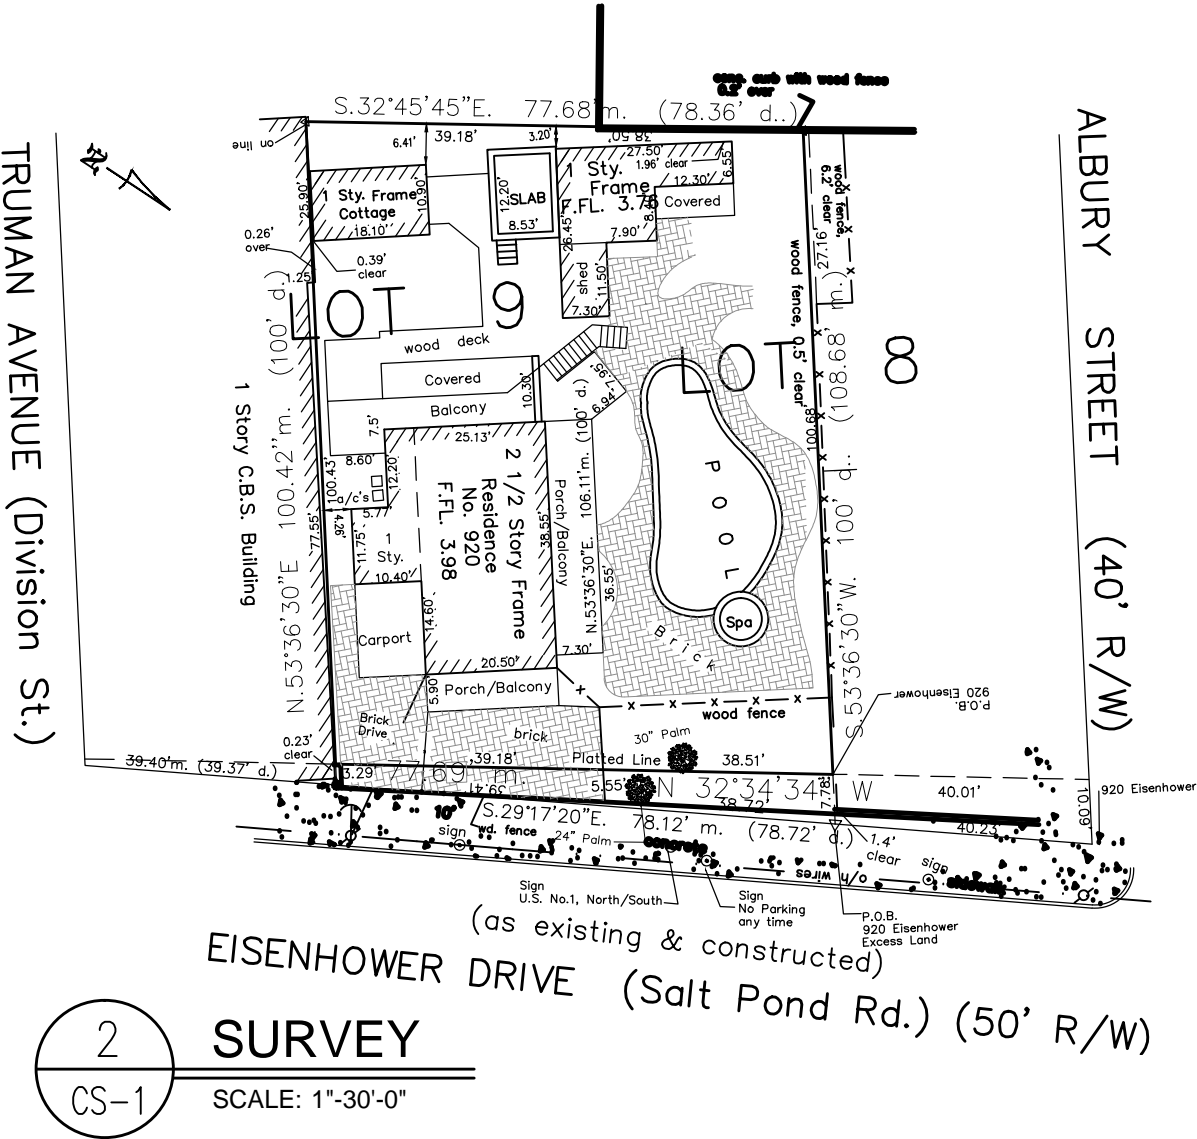 conc. curb with wood fence
0.2' over
S.32°45'45"E. 77.68'm. (78.36' d..)
on line
6.41'
39.18'
3.20'
38.50'
27.50'
1.96' clear
6.55'
12.30'
1 Sty.
Frame
F.FL. 3.76
Covered
8.53'
12.20'
SLAB
1 Sty. Frame
Cottage
18.10'
10.90'
25.90'
0.26'
over
0.39'
clear
1.25'
26.45'
7.90'
shed
11.50'
7.30'
wood fence,
6.2' clear
27.16'
wood fence, 0.5' clear
100.68'
LOT 9
LOT 8
TRUMAN AVENUE (Division St.)
ALBURY STREET (40' R/W)
N
wood deck
Covered
Balcony
10.30'
7.95'
6.94'
7.5'
25.13'
8.60'
12.20'
100.43'
a/c's
5.77'
4.26'
11.75'
1
Sty.
10.40'
77.55'
2 1/2 Story Frame
Residence
No. 920
F.FL. 3.98
38.55'
Porch/Balcony
N.53°36'30"E. 106.11'm. (100' d.)
36.55'
7.30'
14.60'
Carport
20.50'
5.90'
Porch/Balcony
1 Story C.B.S. Building
N.53°36'30"E 100.42"m. (100' d.)
S.53°36'30"W. 100' d.. (108.68' m.)
POOL
Spa
Brick
wood fence
Brick
Drive
brick
30" Palm
Platted Line
38.51'
39.18'
0.23'
clear
39.40'm. (39.37' d.)
3.29'
77.69' m.
39.41'
5.55'
N 32°34'34" W
38.72'
7.78'
40.01'
40.23
10.09'
920 Eisenhower
P.O.B.
920 Eisenhower
10'
sign
wd. fence
S.29°17'20"E. 78.12' m. (78.72' d.)
24" Palm
concrete
1.4'
clear
sign
o/h wires
sidewalk
Sign
U.S. No.1, North/South
Sign
No Parking
any time
P.O.B.
920 Eisenhower
Excess Land
(as existing & constructed)
EISENHOWER DRIVE (Salt Pond Rd.) (50' R/W)
2
CS-1
SURVEY
SCALE: 1"-30'-0"